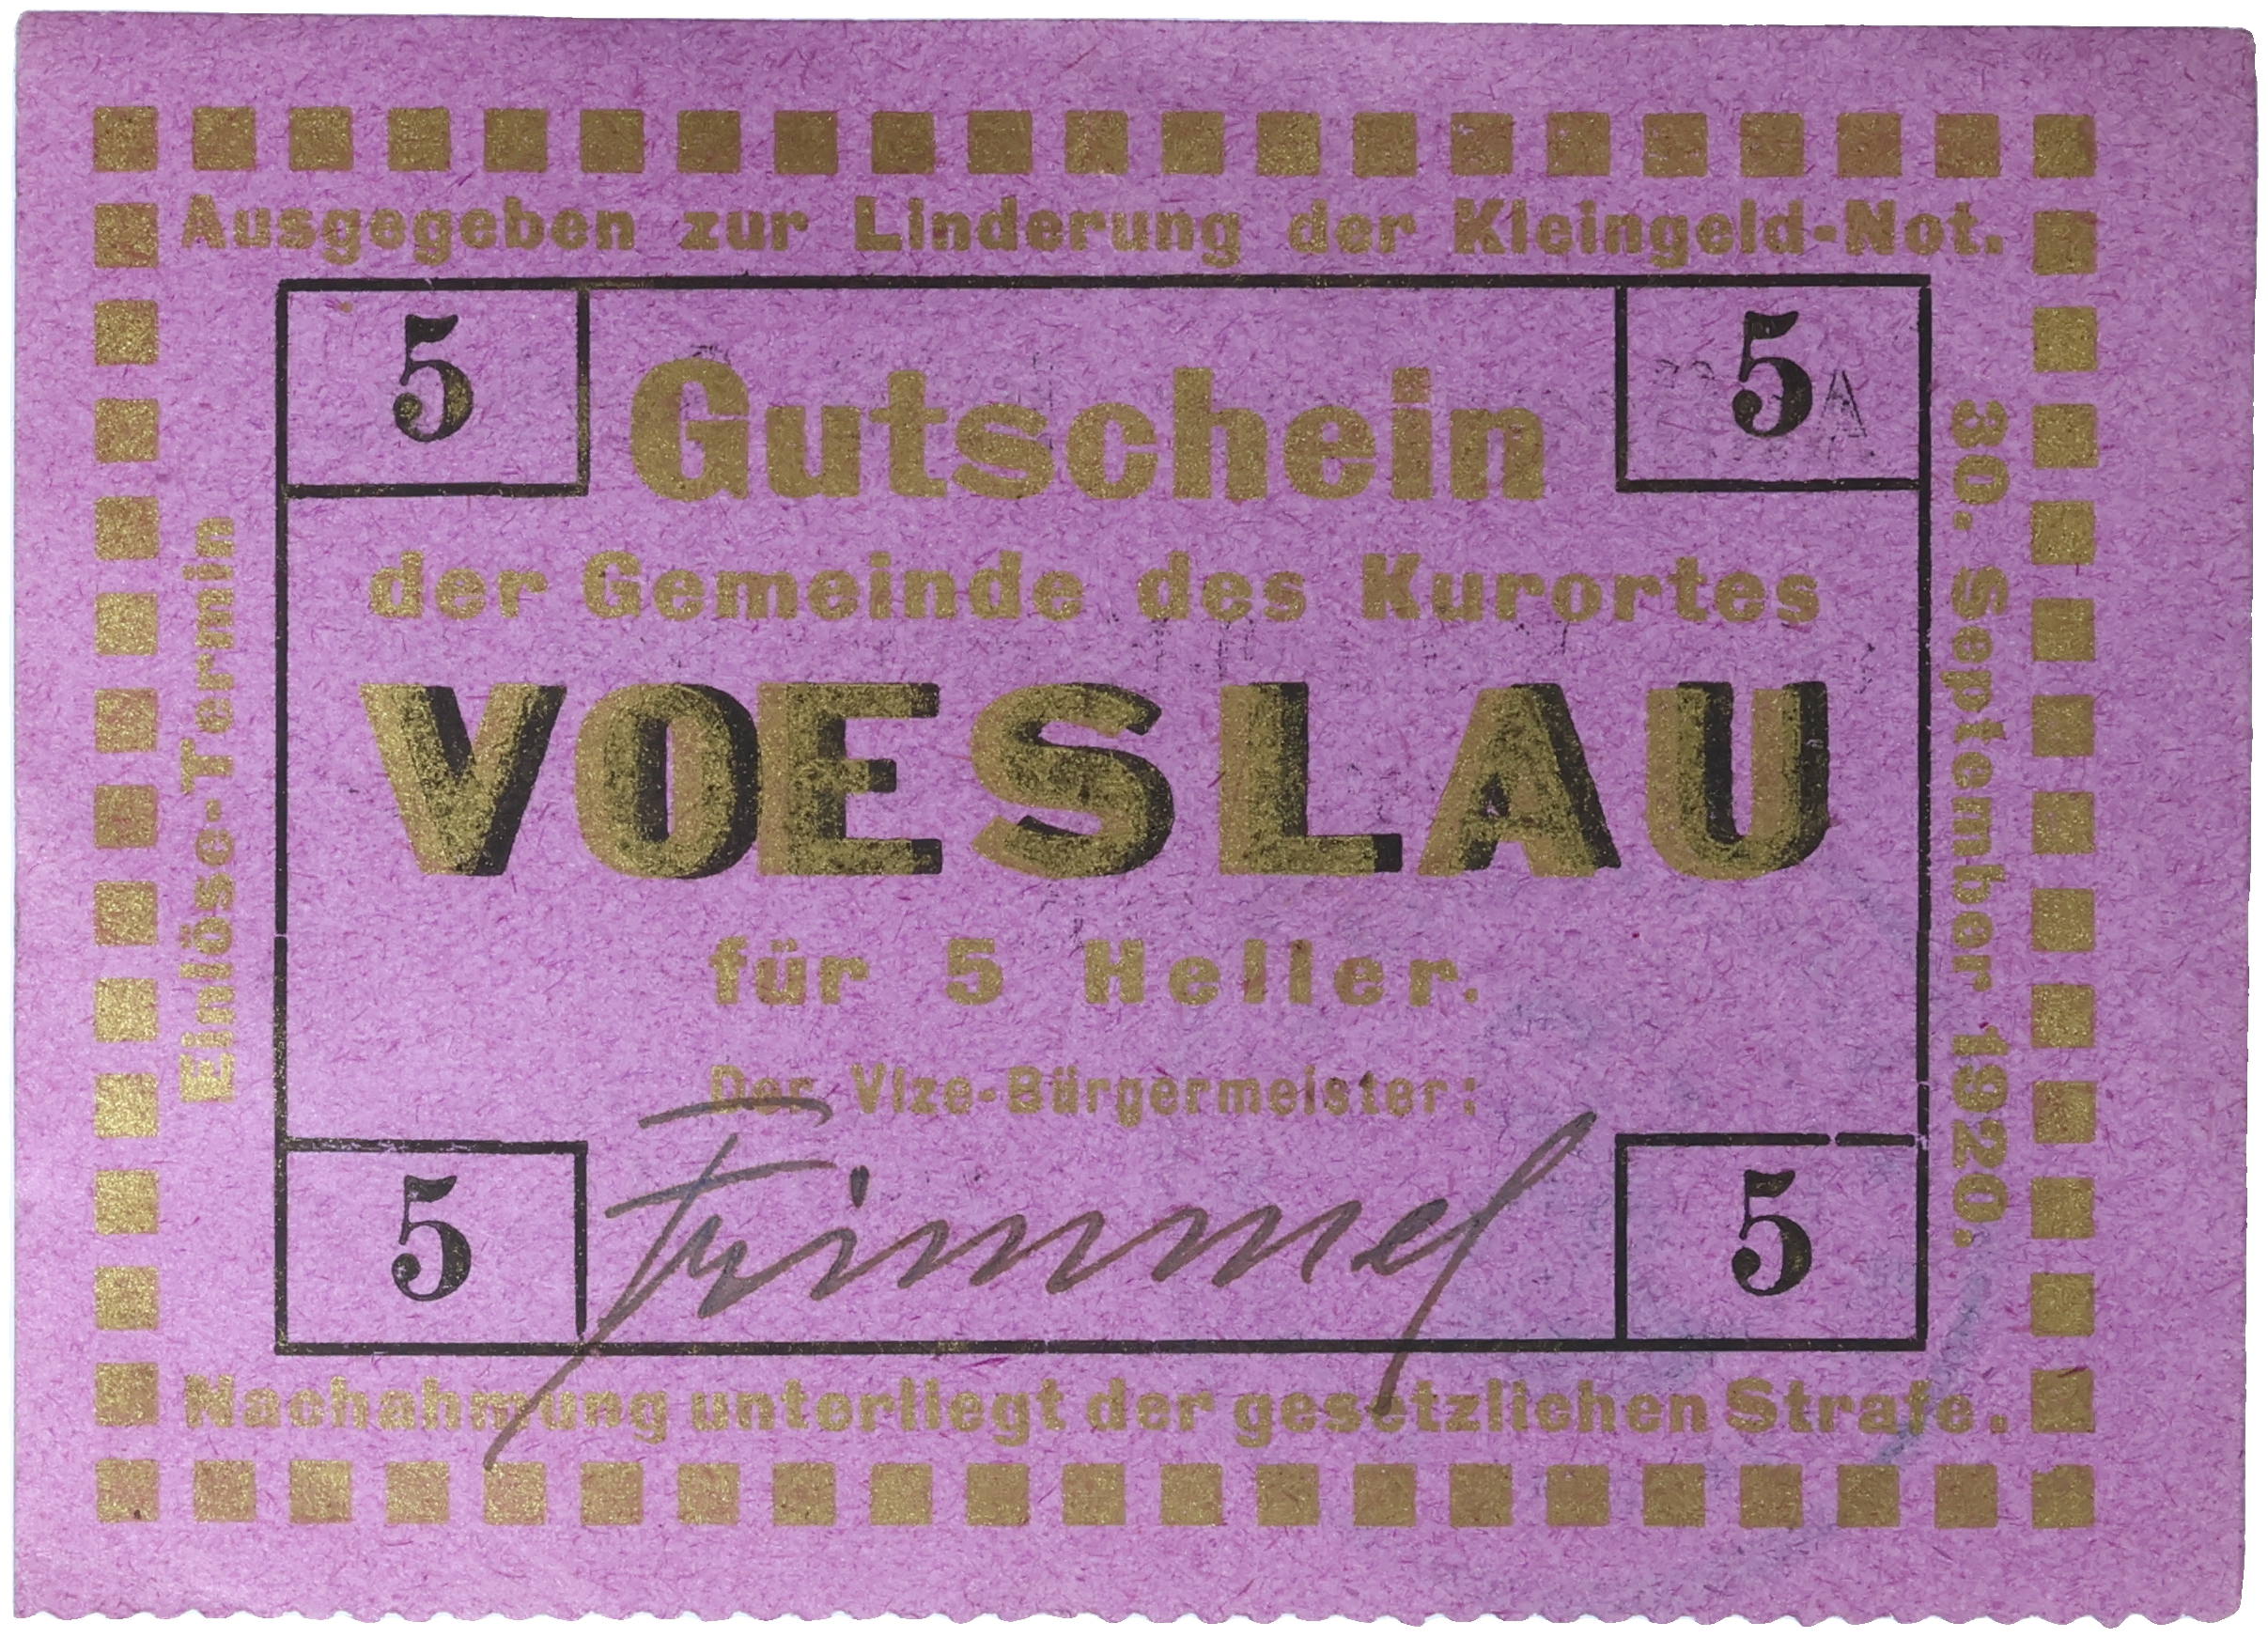 Ausgegeben zur Linderung der Kleingeld-Not.
5
5
A
Gutschein
der Gemeinde des Kurortes
VOESLAU
für 5 Heller.
Der Vize-Bürgermeister:
5
5
Einlöse-Termin
30. September 1920.
Nachahmung unterliegt der gesetzlichen Strafe.